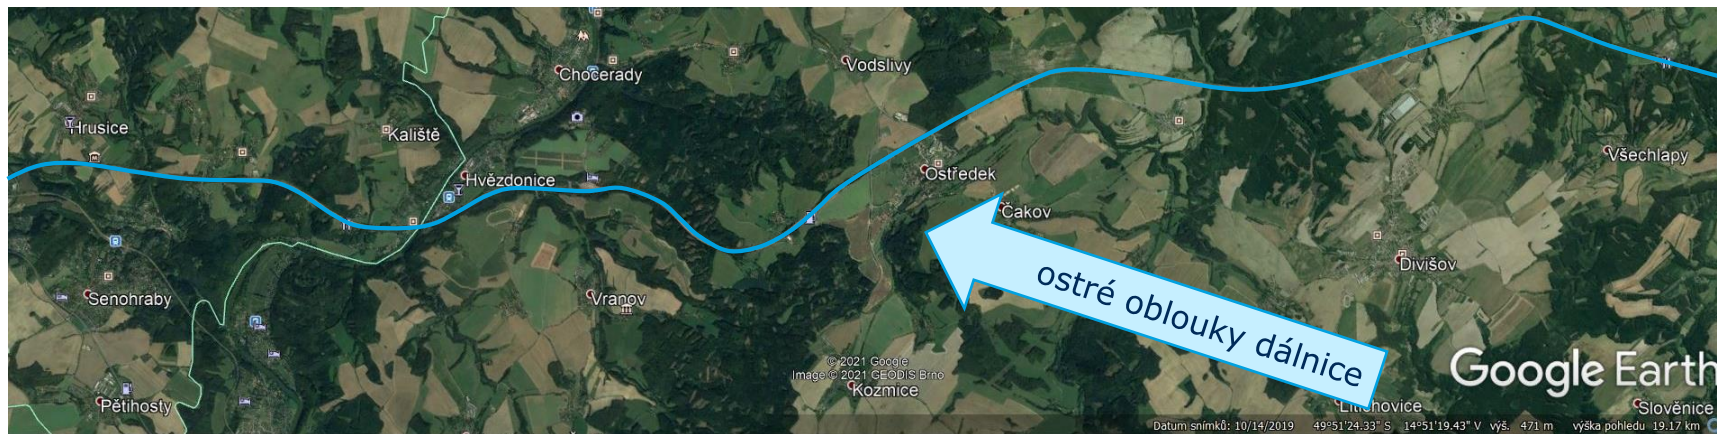 Chocerady
Vodslivy
Hrusice
Kaliště
Všechlapy
Hvězdonice
Ostředek
Čakov
Divišov
ostré oblouky dálnice
Senohraby
Vranov
© 2021 Google
Image © 2021 GEODIS Brno
Kozmice
Google Earth
Pětihosty
Litichovice
Slověnice
Datum snímků: 10/14/2019 49°51'24.33" S 14°51'19.43" V výš. 471 m výška pohledu 19.17 km